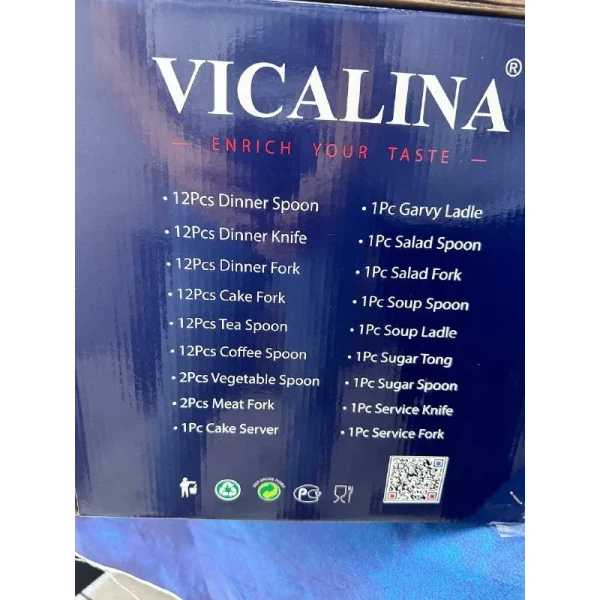 VICALINA®
— ENRICH YOUR TASTE —
• 12Pcs Dinner Spoon
• 12Pcs Dinner Knife
• 12Pcs Dinner Fork
• 12Pcs Cake Fork
• 12Pcs Tea Spoon
• 12Pcs Coffee Spoon
• 2Pcs Vegetable Spoon
• 2Pcs Meat Fork
• 1Pc Cake Server
• 1Pc Garvy Ladle
• 1Pc Salad Spoon
• 1Pc Salad Fork
• 1Pc Soup Spoon
• 1Pc Soup Ladle
• 1Pc Sugar Tong
• 1Pc Sugar Spoon
• 1Pc Service Knife
• 1Pc Service Fork